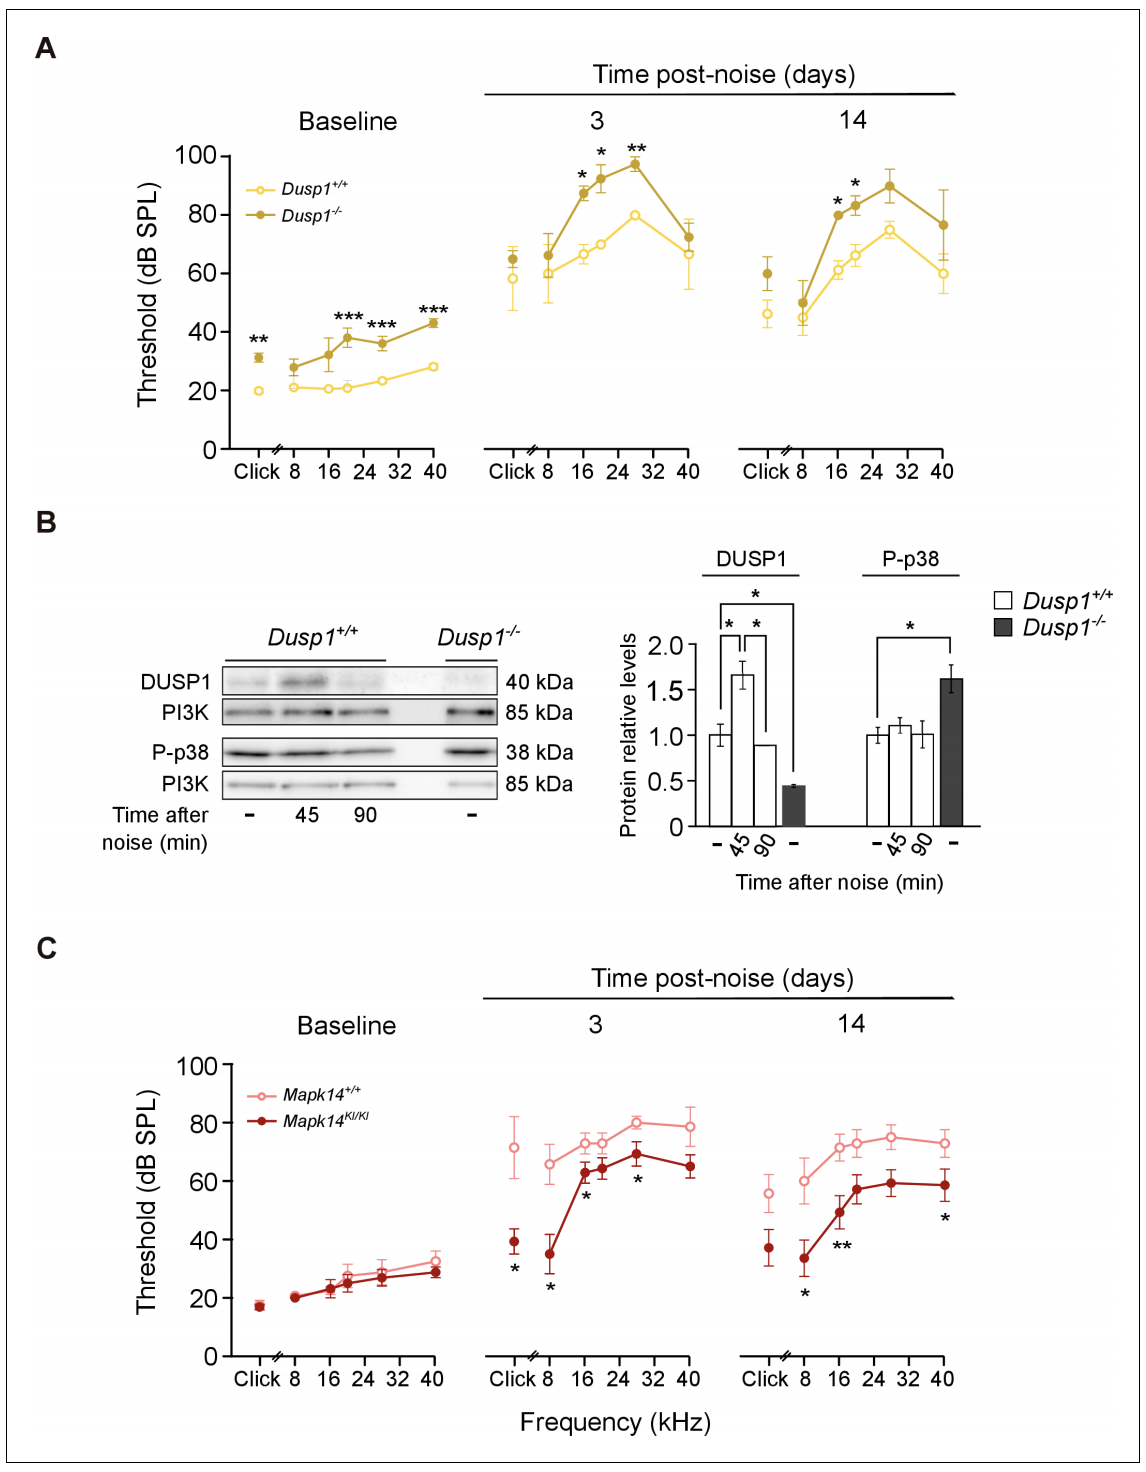 A
Time post-noise (days)
Baseline 3 14
Threshold (dB SPL)
100
80
60
40
20
0
Dusp1+/+
Dusp1-/-
** *** *** ***
* * **
* *
Click 8 16 24 32 40
Click 8 16 24 32 40
Click 8 16 24 32 40
B
Dusp1+/+ Dusp1-/-
DUSP1 40 kDa
PI3K 85 kDa
P-p38 38 kDa
PI3K 85 kDa
Time after
noise (min)
- 45 90 -
DUSP1 P-p38
Dusp1+/+
Dusp1-/-
*
* *
*
Protein relative levels
2.0
1.5
1.0
0.5
0
- 45 90 - - 45 90 -
Time after noise (min)
C
Time post-noise (days)
Baseline 3 14
Threshold (dB SPL)
100
80
60
40
20
0
Mapk14+/+
Mapk14KI/KI
* * * *
* ** *
Click 8 16 24 32 40
Click 8 16 24 32 40
Click 8 16 24 32 40
Frequency (kHz)